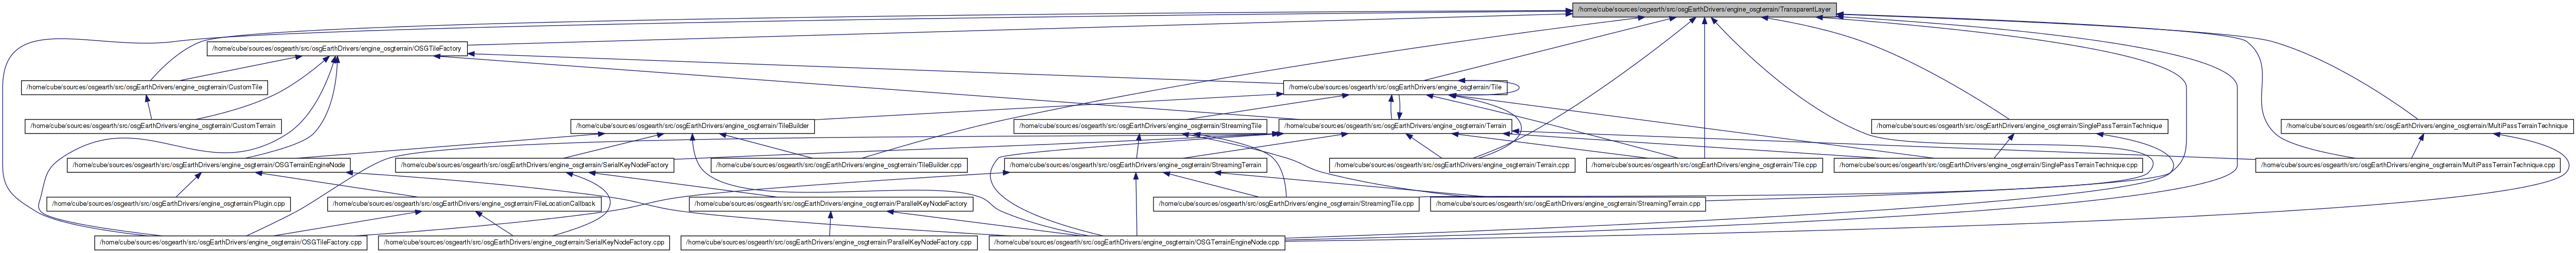 /home/cube/sources/osgearth/src/osgEarthDrivers/engine_osgterrain/TransparentLayer
/home/cube/sources/osgearth/src/osgEarthDrivers/engine_osgterrain/OSGTileFactory
/home/cube/sources/osgearth/src/osgEarthDrivers/engine_osgterrain/CustomTile
/home/cube/sources/osgearth/src/osgEarthDrivers/engine_osgterrain/Tile
/home/cube/sources/osgearth/src/osgEarthDrivers/engine_osgterrain/CustomTerrain
/home/cube/sources/osgearth/src/osgEarthDrivers/engine_osgterrain/TileBuilder
/home/cube/sources/osgearth/src/osgEarthDrivers/engine_osgterrain/StreamingTile
/home/cube/sources/osgearth/src/osgEarthDrivers/engine_osgterrain/Terrain
/home/cube/sources/osgearth/src/osgEarthDrivers/engine_osgterrain/SinglePassTerrainTechnique
/home/cube/sources/osgearth/src/osgEarthDrivers/engine_osgterrain/MultiPassTerrainTechnique
/home/cube/sources/osgearth/src/osgEarthDrivers/engine_osgterrain/OSGTerrainEngineNode
/home/cube/sources/osgearth/src/osgEarthDrivers/engine_osgterrain/SerialKeyNodeFactory
/home/cube/sources/osgearth/src/osgEarthDrivers/engine_osgterrain/TileBuilder.cpp
/home/cube/sources/osgearth/src/osgEarthDrivers/engine_osgterrain/StreamingTerrain
/home/cube/sources/osgearth/src/osgEarthDrivers/engine_osgterrain/Terrain.cpp
/home/cube/sources/osgearth/src/osgEarthDrivers/engine_osgterrain/Tile.cpp
/home/cube/sources/osgearth/src/osgEarthDrivers/engine_osgterrain/SinglePassTerrainTechnique.cpp
/home/cube/sources/osgearth/src/osgEarthDrivers/engine_osgterrain/MultiPassTerrainTechnique.cpp
/home/cube/sources/osgearth/src/osgEarthDrivers/engine_osgterrain/Plugin.cpp
/home/cube/sources/osgearth/src/osgEarthDrivers/engine_osgterrain/FileLocationCallback
/home/cube/sources/osgearth/src/osgEarthDrivers/engine_osgterrain/ParallelKeyNodeFactory
/home/cube/sources/osgearth/src/osgEarthDrivers/engine_osgterrain/StreamingTile.cpp
/home/cube/sources/osgearth/src/osgEarthDrivers/engine_osgterrain/StreamingTerrain.cpp
/home/cube/sources/osgearth/src/osgEarthDrivers/engine_osgterrain/OSGTileFactory.cpp
/home/cube/sources/osgearth/src/osgEarthDrivers/engine_osgterrain/SerialKeyNodeFactory.cpp
/home/cube/sources/osgearth/src/osgEarthDrivers/engine_osgterrain/ParallelKeyNodeFactory.cpp
/home/cube/sources/osgearth/src/osgEarthDrivers/engine_osgterrain/OSGTerrainEngineNode.cpp